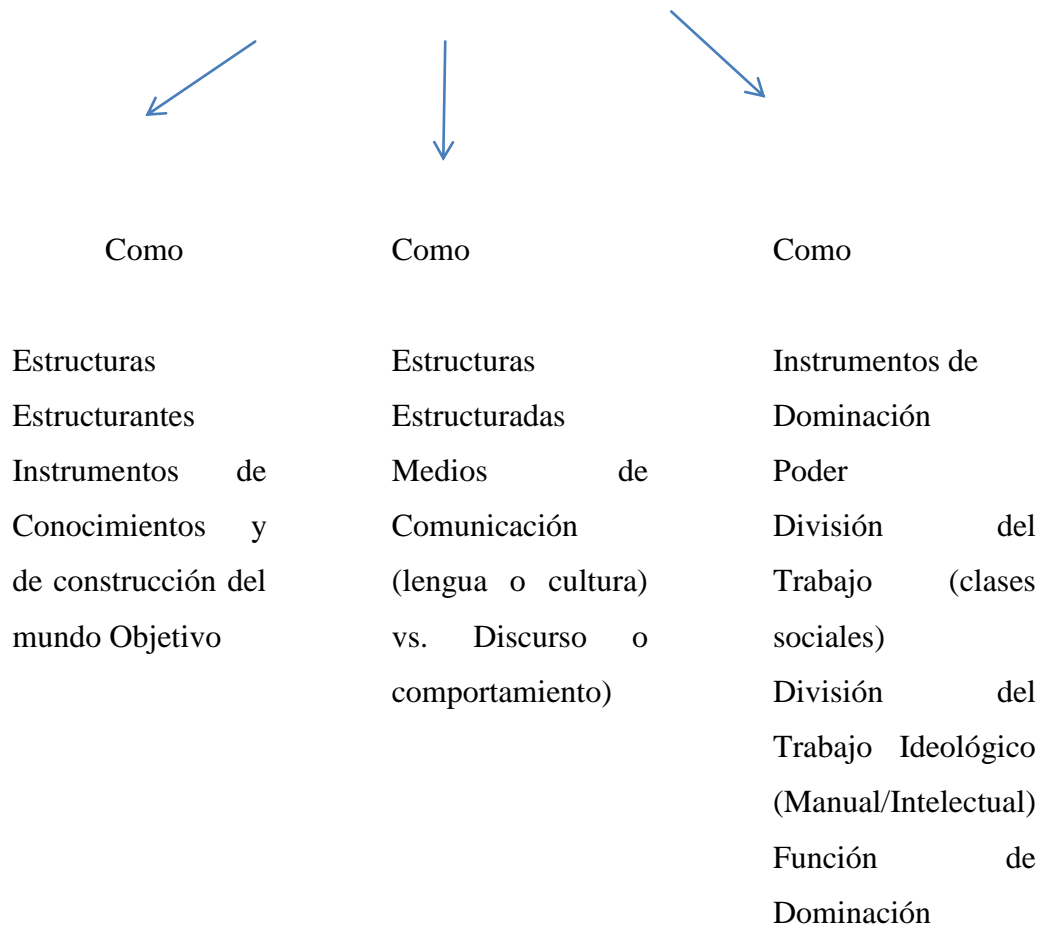 Como
Estructuras
Estructurantes
Instrumentos de
Conocimientos y
de construcción del
mundo Objetivo
Como
Estructuras
Estructuradas
Medios de
Comunicación
(lengua o cultura)
vs. Discurso o
comportamiento)
Como
Instrumentos de
Dominación
Poder
División del
Trabajo (clases
sociales)
División del
Trabajo Ideológico
(Manual/Intelectual)
Función de
Dominación